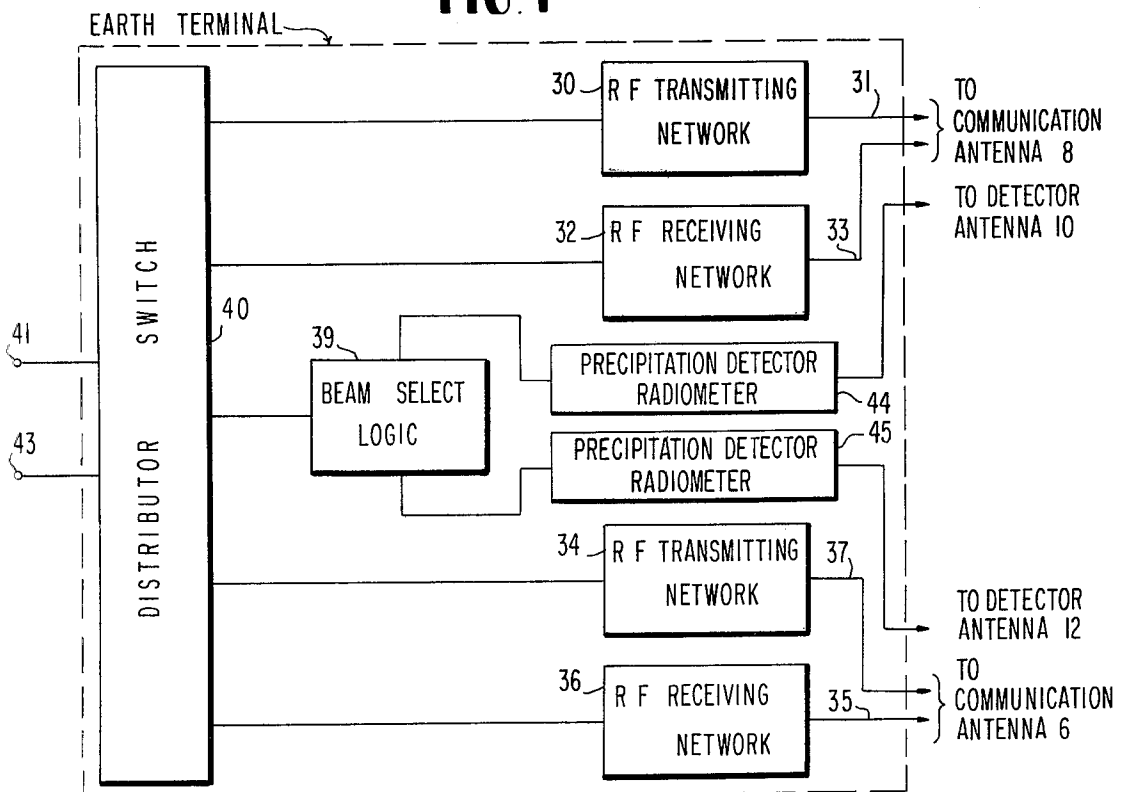 EARTH TERMINAL
30
R F TRANSMITTING
NETWORK
31
TO
COMMUNICATION
ANTENNA 8
TO DETECTOR
ANTENNA 10
32
R F RECEIVING
NETWORK
33
DISTRIBUTOR SWITCH
40
41
43
39
BEAM SELECT
LOGIC
PRECIPITATION DETECTOR
RADIOMETER
44
PRECIPITATION DETECTOR
RADIOMETER
45
34
R F TRANSMITTING
NETWORK
37
TO DETECTOR
ANTENNA 12
36
R F RECEIVING
NETWORK
35
TO
COMMUNICATION
ANTENNA 6